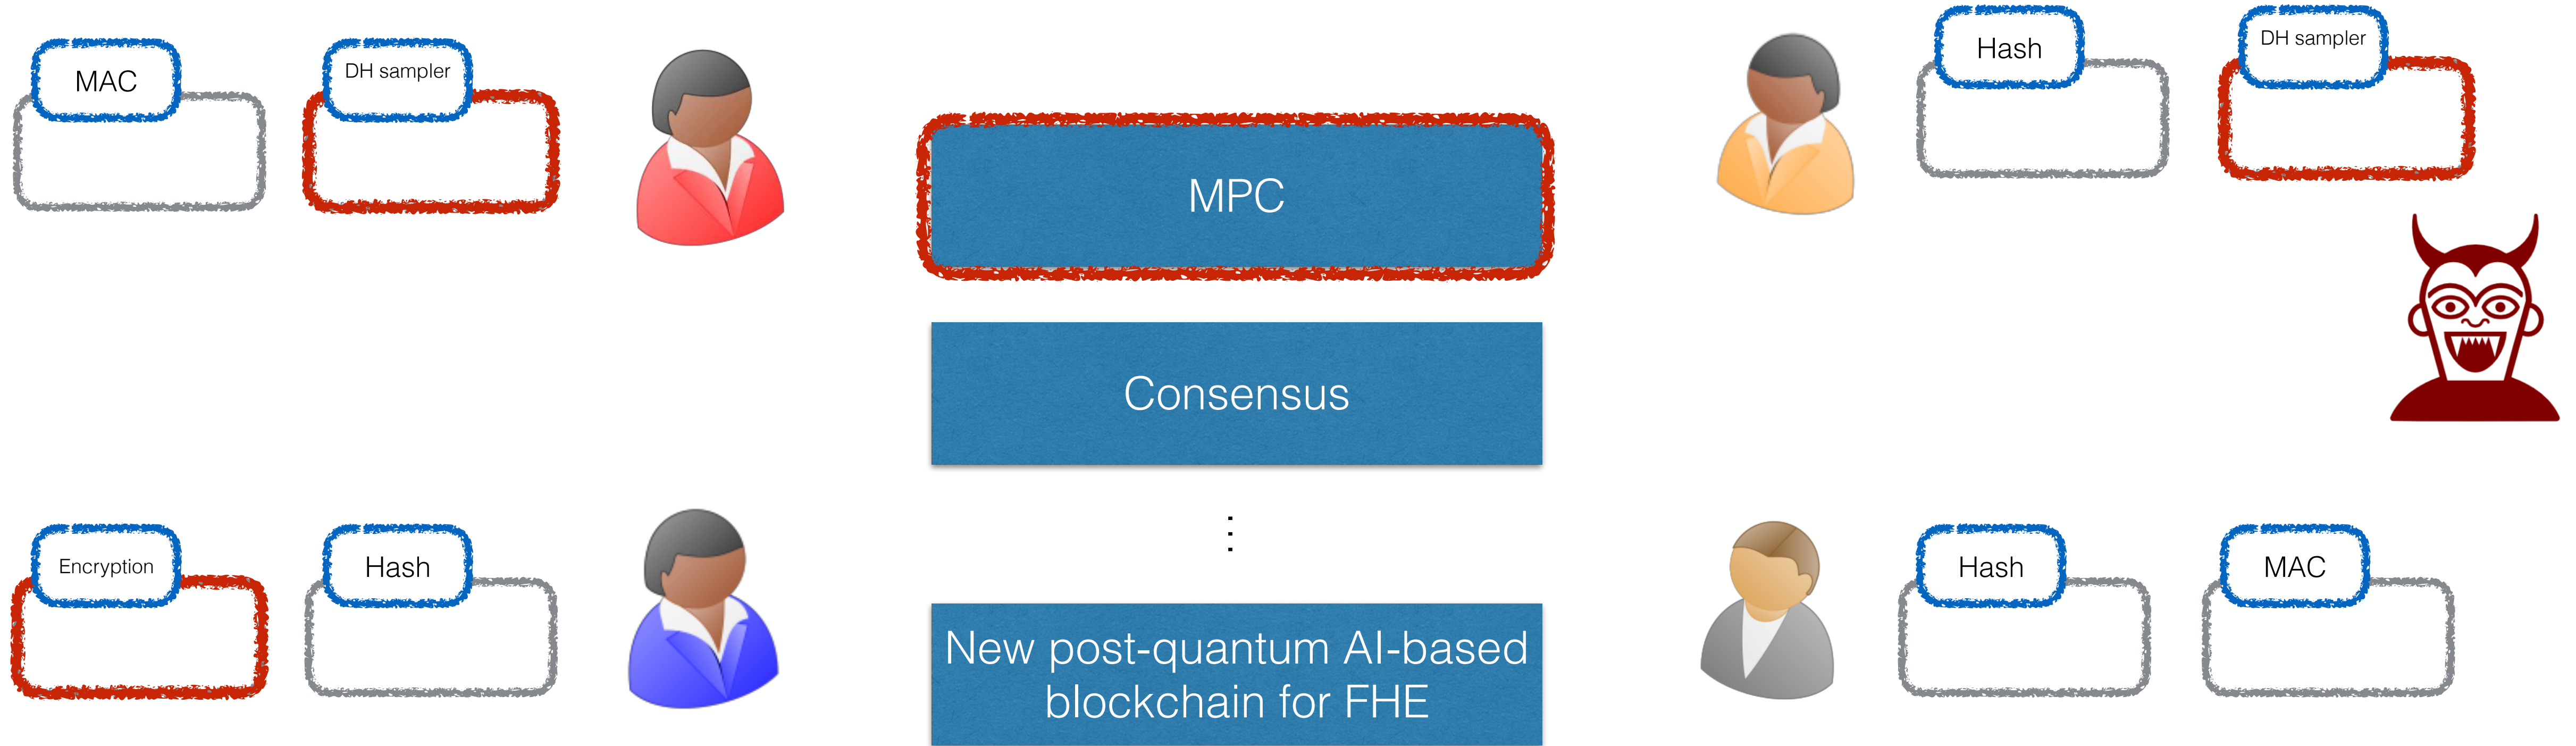 MAC
DH sampler
MPC
Hash
DH sampler
Consensus
⋮
Encryption
Hash
New post-quantum AI-based
blockchain for FHE
Hash
MAC